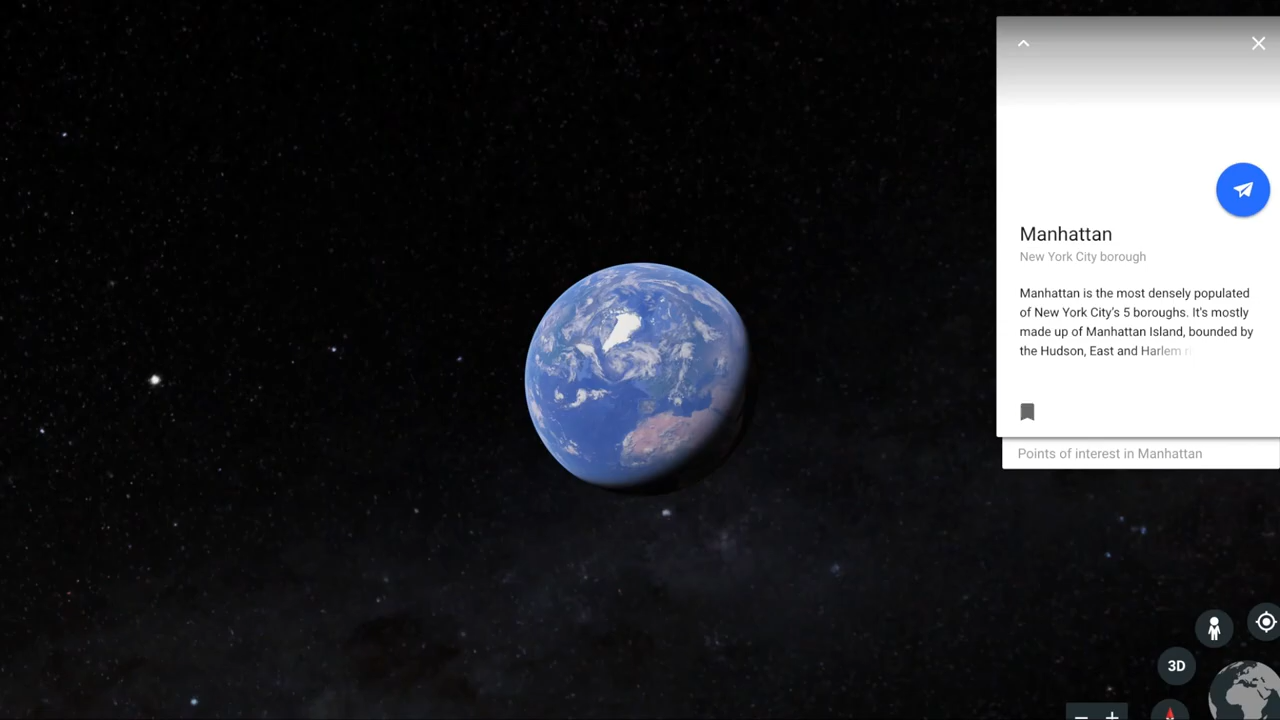 Manhattan
New York City borough
Manhattan is the most densely populated
of New York City's 5 boroughs. It's mostly
made up of Manhattan Island, bounded by
the Hudson, East and Harlem
Points of interest in Manhattan
3D